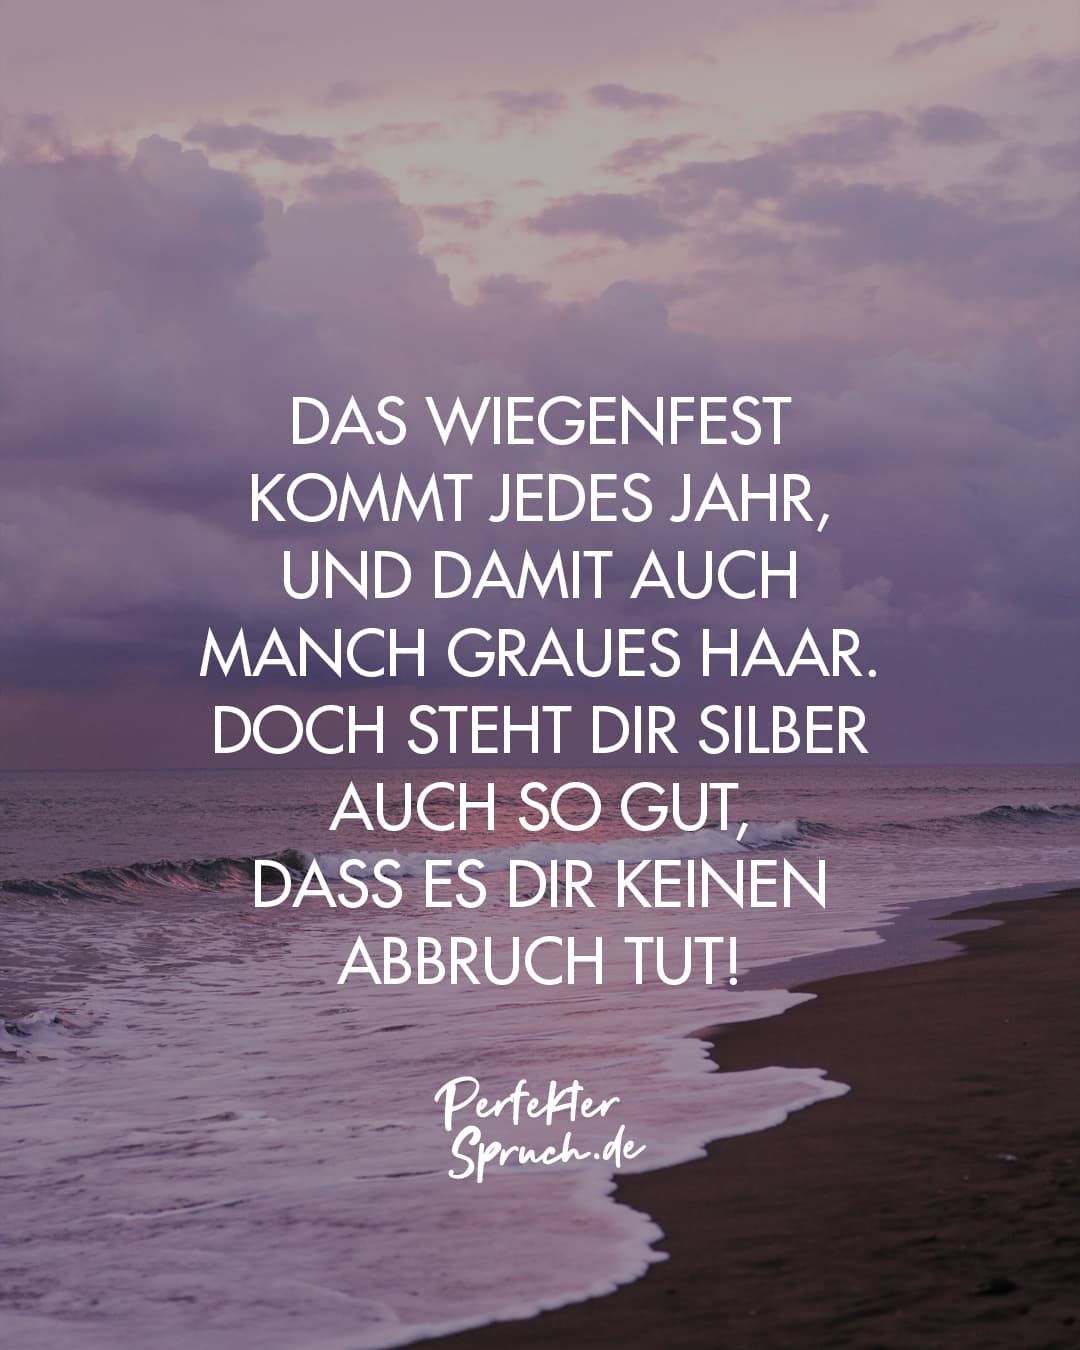 DAS WIEGENFEST
KOMMT JEDES JAHR,
UND DAMIT AUCH
MANCH GRAUES HAAR.
DOCH STEHT DIR SILBER
AUCH SO GUT,
DASS ES DIR KEINEN
ABBRUCH TUT!
Perfekter
Spruch.de